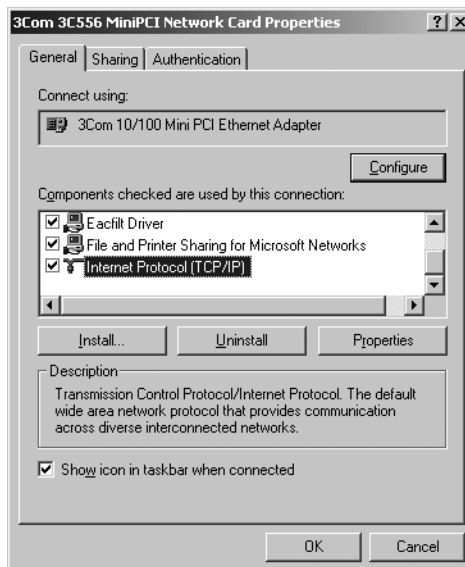 3Com 3C556 MiniPCI Network Card Properties
General Sharing Authentication
Connect using:
3Com 10/100 Mini PCI Ethernet Adapter
Configure
Components checked are used by this connection:
Eacfilt Driver
File and Printer Sharing for Microsoft Networks
Internet Protocol (TCP/IP)
Install... Uninstall Properties
Description
Transmission Control Protocol/Internet Protocol. The default
wide area network protocol that provides communication
across diverse interconnected networks.
Show icon in taskbar when connected
OK Cancel